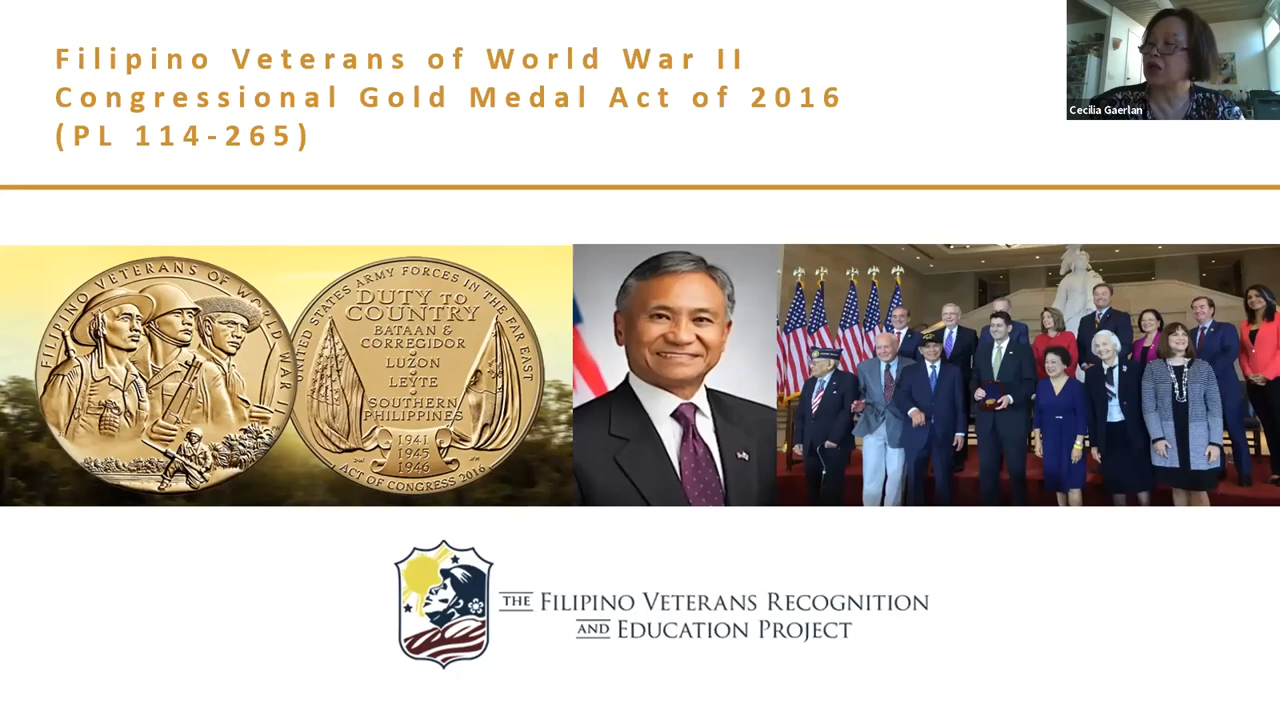 Filipino Veterans of World War II
Congressional Gold Medal Act of 2016
(PL 114-265)
Cecilia Gaerlan
FILIPINO VETERANS OF WORLD WAR II
UNITED STATES ARMY FORCES IN THE FAR EAST
DUTY TO
COUNTRY
BATAAN &
CORREGIDOR
LUZON
LEYTE
SOUTHERN
PHILIPPINES
1941
1945
1946
ACT OF CONGRESS 2016
THE FILIPINO VETERANS RECOGNITION
AND EDUCATION PROJECT